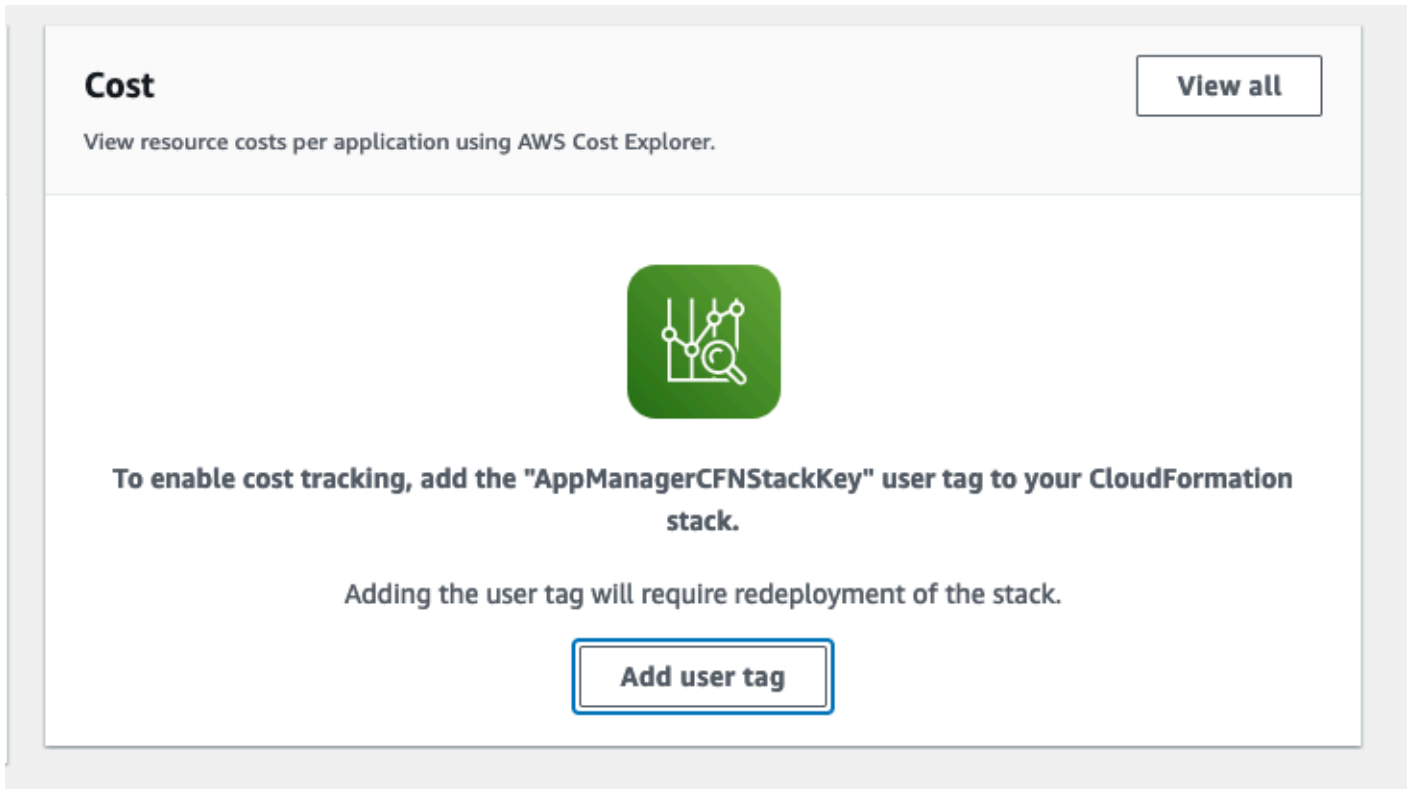 Cost
View all
View resource costs per application using AWS Cost Explorer.
To enable cost tracking, add the "AppManagerCFNStackKey" user tag to your CloudFormation
stack.
Adding the user tag will require redeployment of the stack.
Add user tag